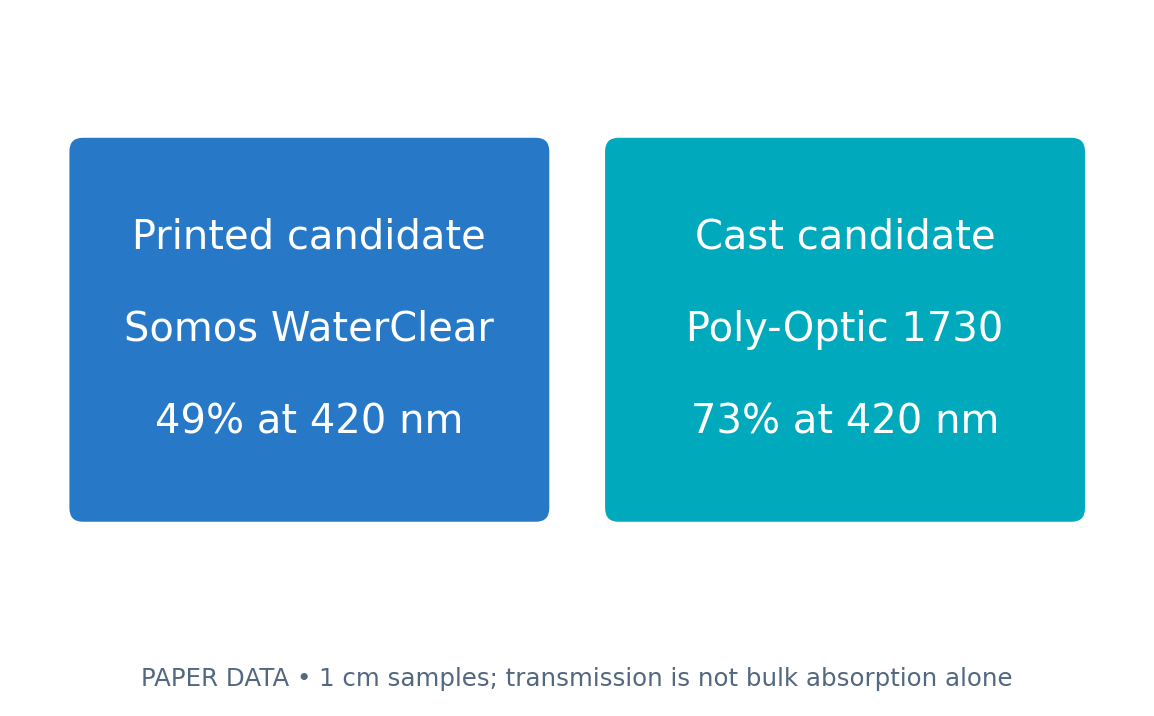 Printed candidate
Somos WaterClear
49% at 420 nm
Cast candidate
Poly-Optic 1730
73% at 420 nm
PAPER DATA • 1 cm samples; transmission is not bulk absorption alone